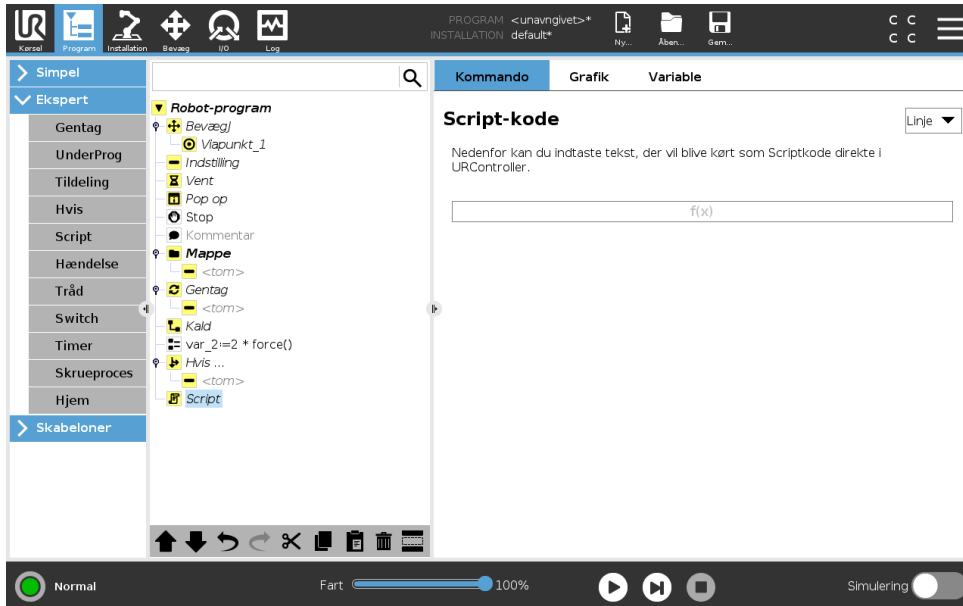 PROGRAM <unavngivet>*
INSTALLATION default*
Kørsel
Program
Installation
Bevæg
I/O
Log
Ny...
Åben...
Gem...
C C
C C
Simpel
Ekspert
Gentag
UnderProg
Tildeling
Hvis
Script
Hændelse
Tråd
Switch
Timer
Skrueproces
Hjem
Skabeloner
Robot-program
BevægJ
Viapunkt_1
Indstilling
Vent
Pop op
Stop
Kommentar
Mappe
<tom>
Gentag
<tom>
Kald
var_2:=2 * force()
Hvis ...
<tom>
Script
Kommando
Grafik
Variable
Script-kode
Linje
Nedenfor kan du indtaste tekst, der vil blive kørt som Scriptkode direkte i
URController.
f(x)
Normal
Fart
100%
Simulering